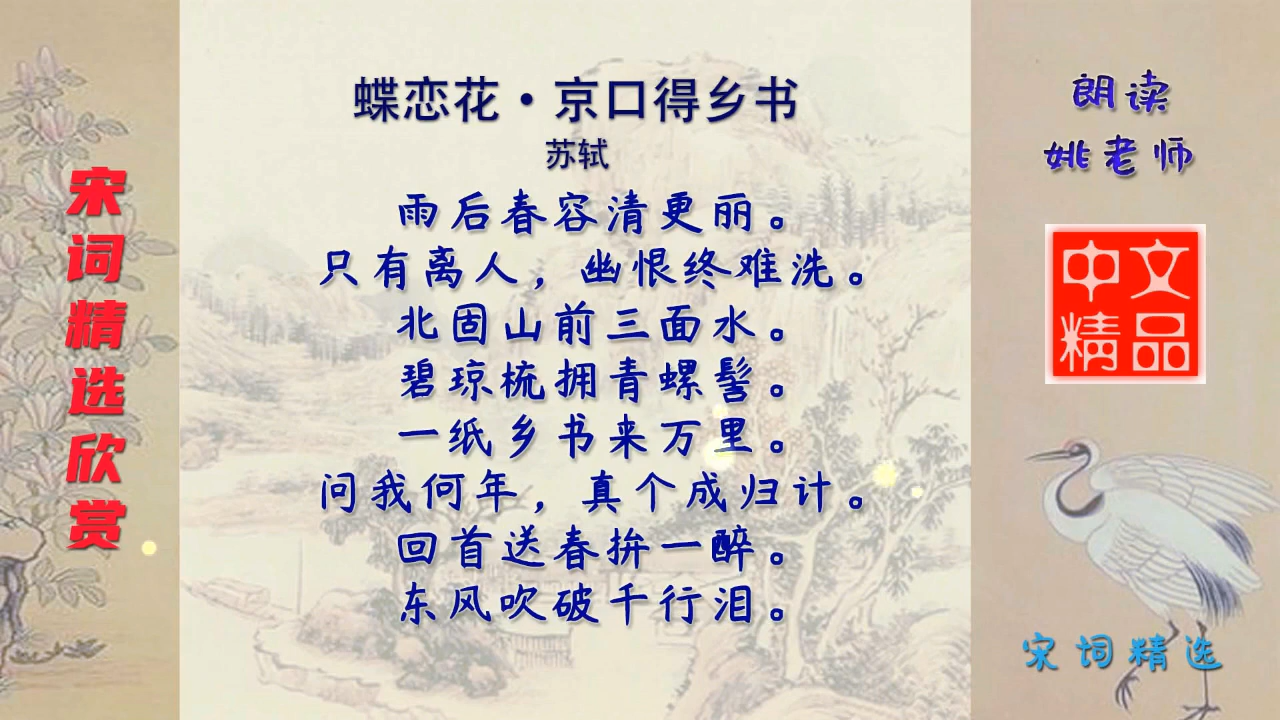 宋词精选欣赏
蝶恋花·京口得乡书
苏轼
雨后春容清更丽。
只有离人，幽恨终难洗。
北固山前三面水。
碧琼梳拥青螺髻。
一纸乡书来万里。
问我何年，真个成归计。
回首送春拚一醉。
东风吹破千行泪。
朗读
姚老师
中文
精品
宋词精选